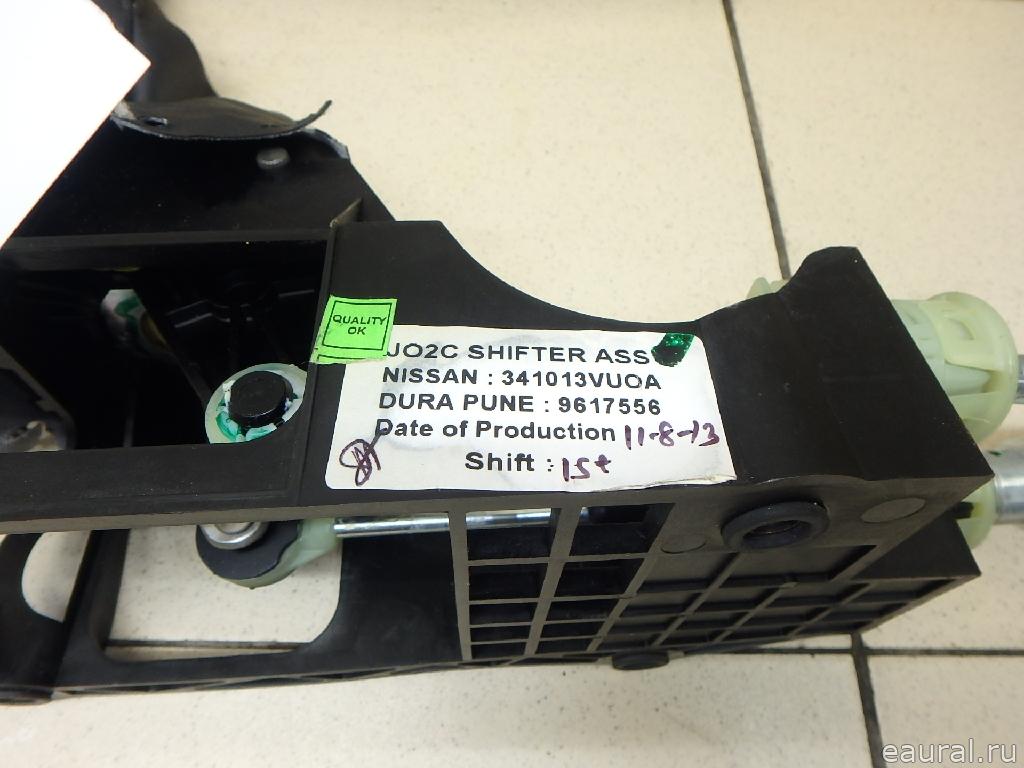 QUALITY
OK
JO2C SHIFTER ASS
NISSAN : 341013VUOA
DURA PUNE : 9617556
Date of Production 11-8-13
Shift : 1st
eaural.ru